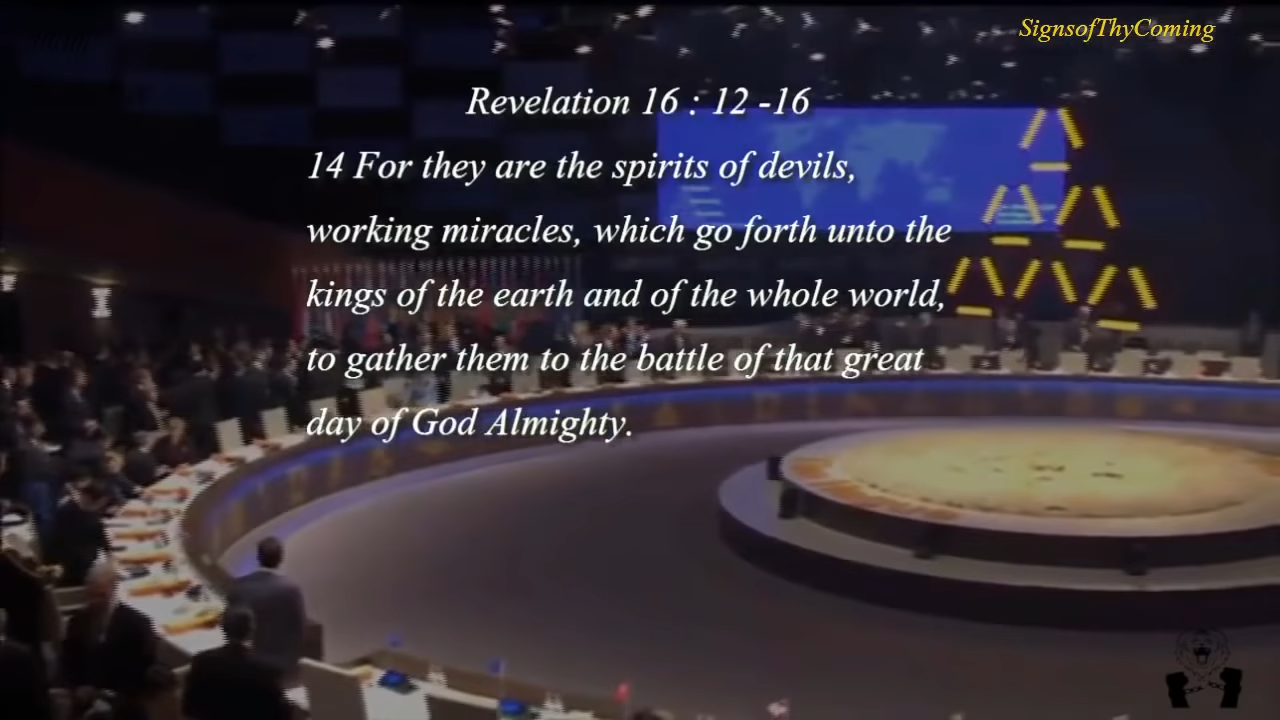 SignsofThyComing
Revelation 16 : 12 -16
14 For they are the spirits of devils,
working miracles, which go forth unto the
kings of the earth and of the whole world,
to gather them to the battle of that great
day of God Almighty.